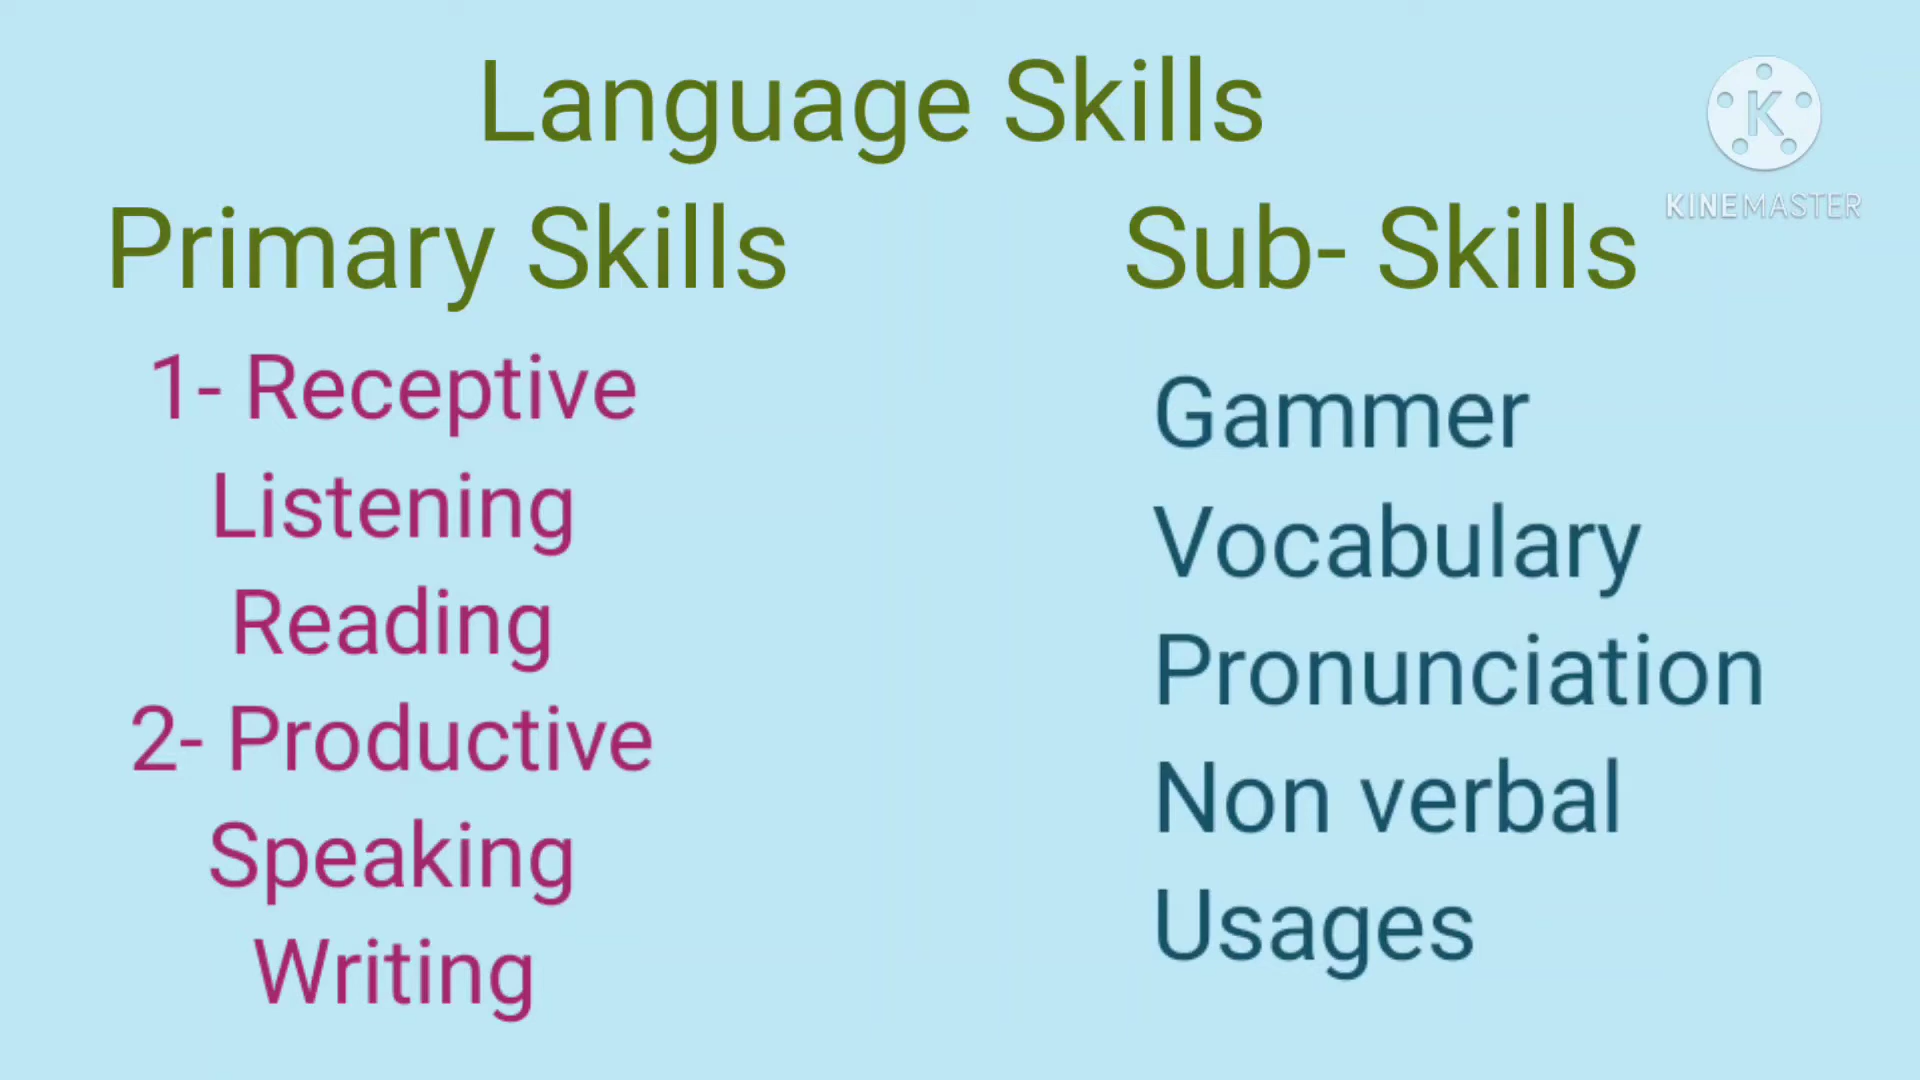 Language Skills
K
KINEMASTER
Primary Skills
1- Receptive
Listening
Reading
2- Productive
Speaking
Writing
Sub- Skills
Gammer
Vocabulary
Pronunciation
Non verbal
Usages